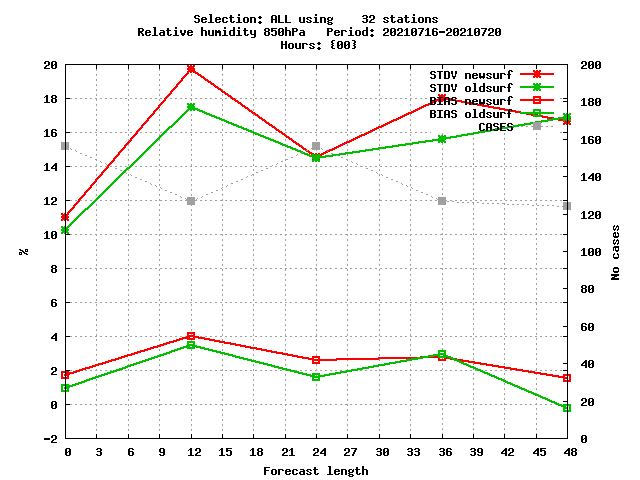 Selection: ALL using    32 stations
Relative humidity 850hPa   Period: 20210716-20210720
Hours: {00}
20 200
STDV newsurf
STDV oldsurf
18 BIAS newsurf 180
BIAS oldsurf
CASES
16 160
14 140
12 120
10 100
%
No cases
8 80
6 60
4 40
2
0 20
-2 0
0 3 6 9 12 15 18 21 24 27 30 33 36 39 42 45 48
Forecast length